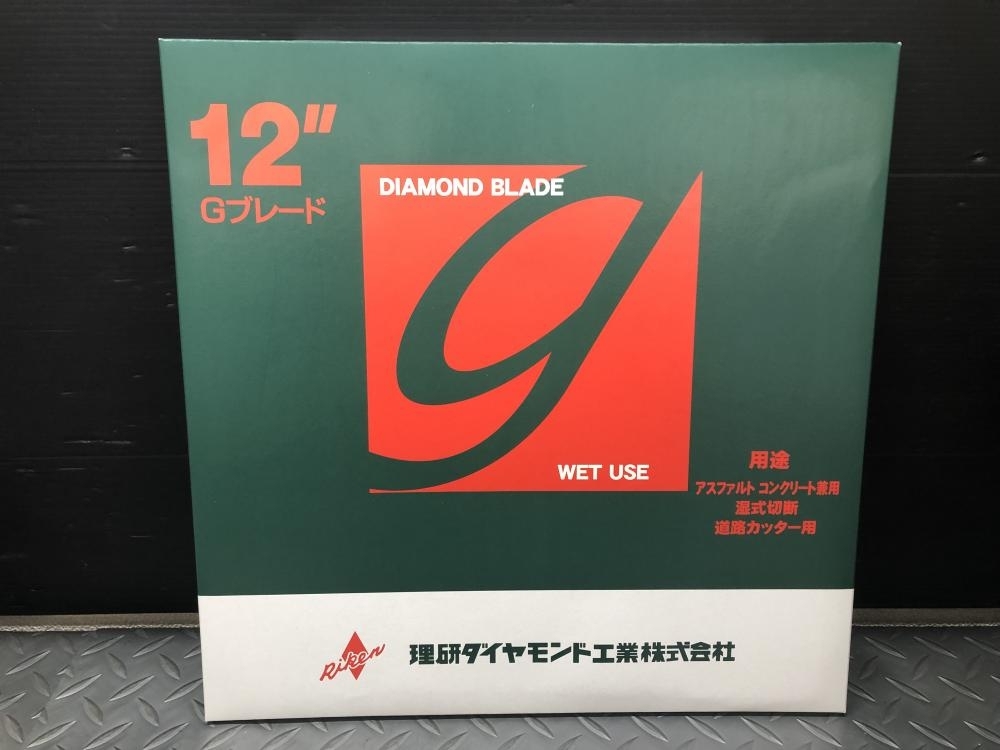 12"
Gブレード
DIAMOND BLADE
g
WET USE
用途
アスファルト コンクリート兼用
湿式切断
道路カッター用
Riken
理研ダイヤモンド工業株式会社